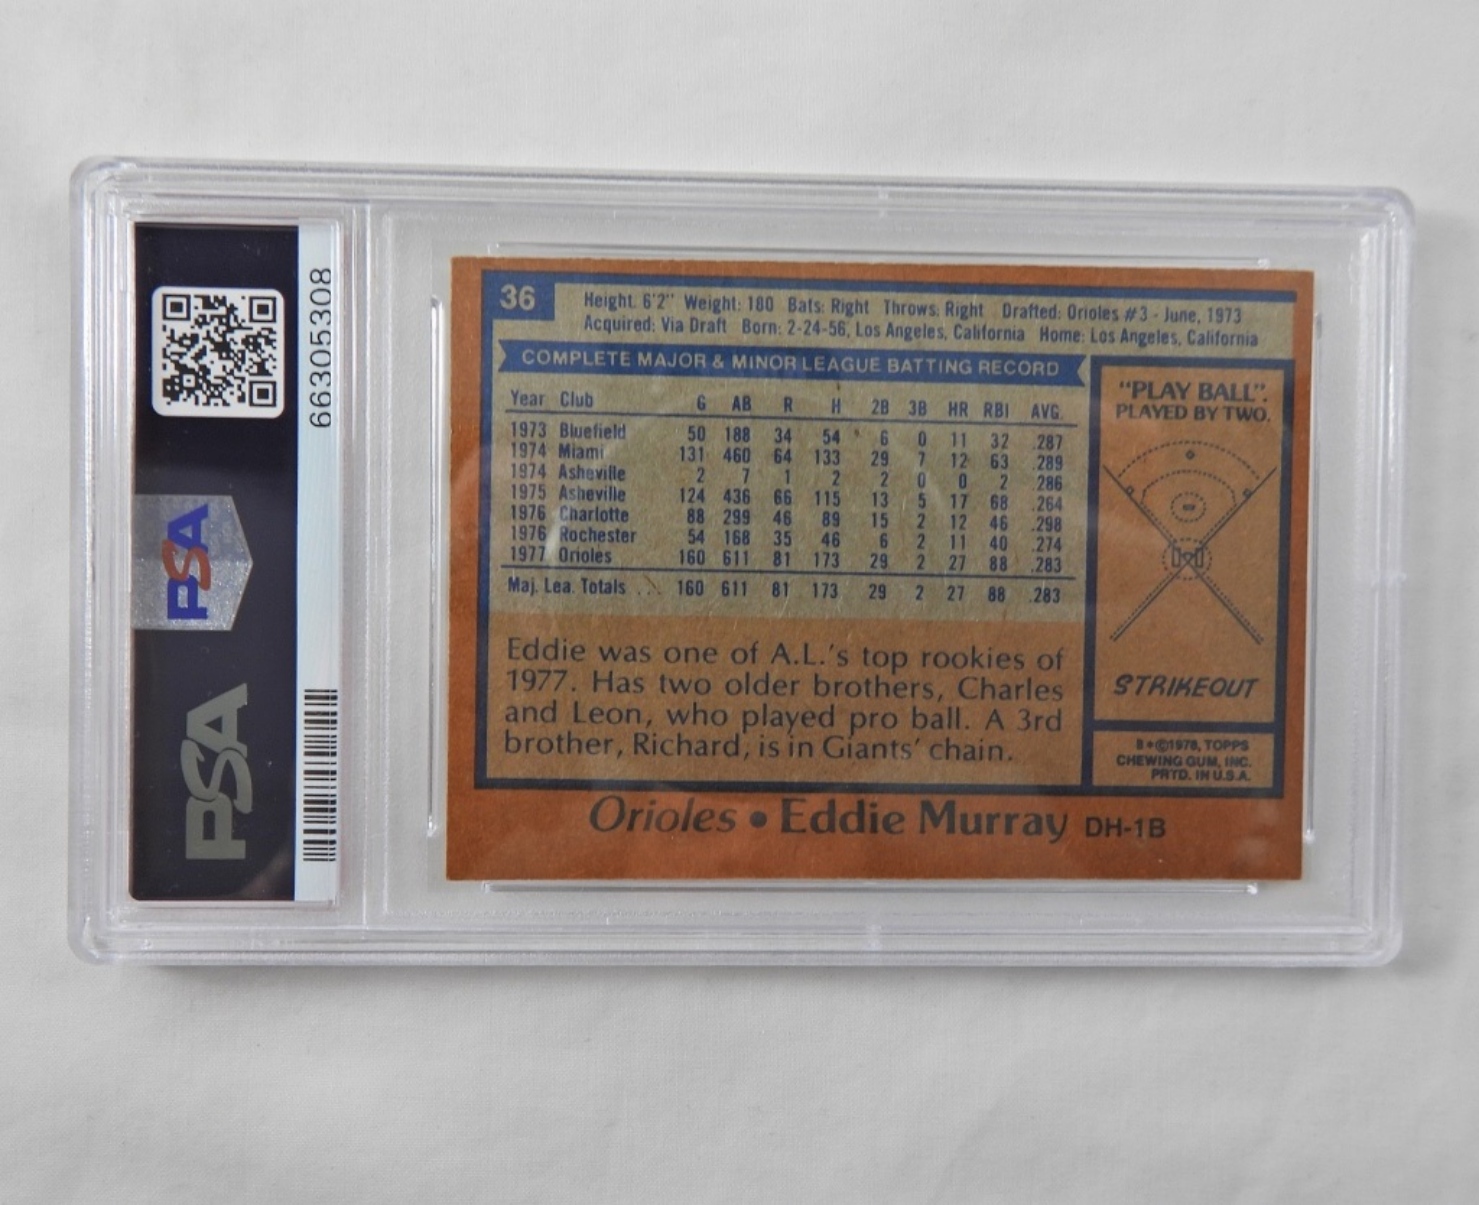 66305308
PSA
PSA
36
Height. 6'2" Weight: 180 Bats: Right Throws: Right Drafted: Orioles #3 - June, 1973
Acquired: Via Draft Born: 2-24-56, Los Angeles, California Home: Los Angeles, California
COMPLETE MAJOR & MINOR LEAGUE BATTING RECORD
Year Club G AB R H 2B 3B HR RBI AVG.
1973 Bluefield 50 188 34 54 6 0 11 32 .287
1974 Miami 131 460 64 133 29 7 12 63 .289
1974 Asheville 2 7 1 2 2 0 0 2 .286
1975 Asheville 124 436 66 115 13 5 17 68 .264
1976 Charlotte 88 299 46 89 15 2 12 46 .298
1976 Rochester 54 168 35 46 6 2 11 40 .274
1977 Orioles 160 611 81 173 29 2 27 88 .283
Maj. Lea. Totals ... 160 611 81 173 29 2 27 88 .283
Eddie was one of A.L.'s top rookies of
1977. Has two older brothers, Charles
and Leon, who played pro ball. A 3rd
brother, Richard, is in Giants' chain.
"PLAY BALL".
PLAYED BY TWO.
STRIKEOUT
B•©1978, TOPPS
CHEWING GUM, INC.
PRTD. IN U.S.A.
Orioles • Eddie Murray DH-1B